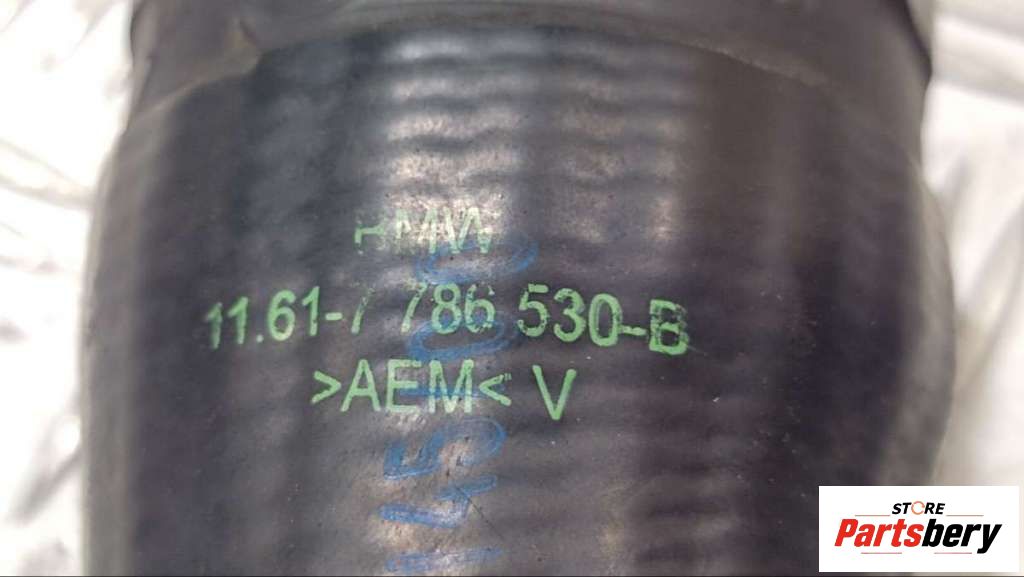 BMW
11.61-7 786 530-B
>AEM< V
STORE
Partsbery